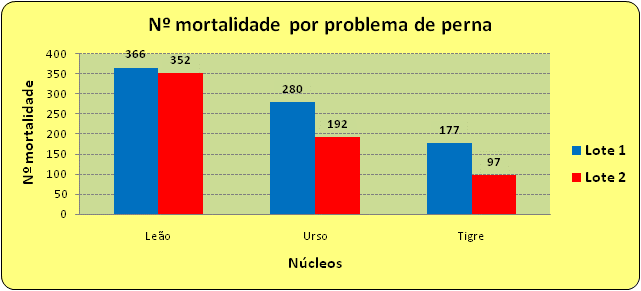 Nº mortalidade por problema de perna
Nº mortalidade
400
350
300
250
200
150
100
50
0
366
352
280
192
177
97
Leão
Urso
Tigre
Núcleos
Lote 1
Lote 2